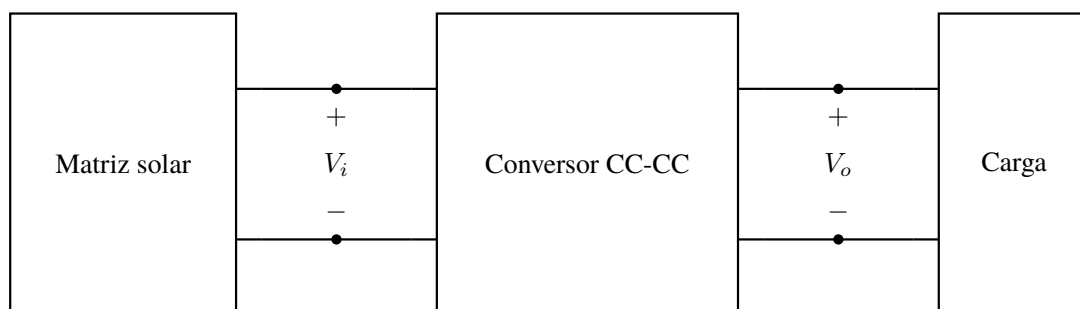 + +
Matriz solar V_i Conversor CC-CC V_o Carga
− −